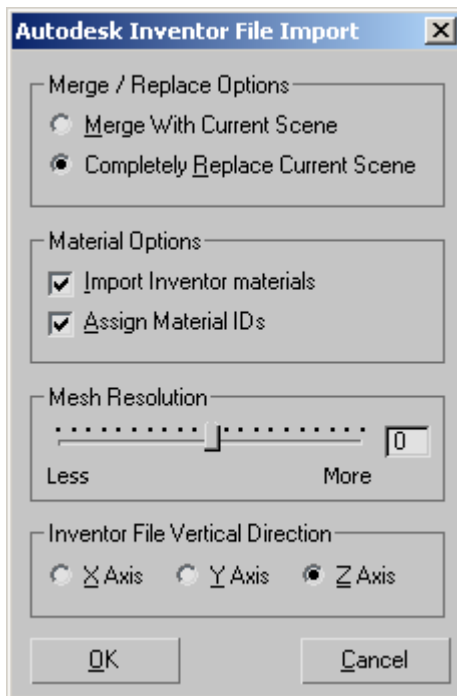 Autodesk Inventor File Import
Merge / Replace Options
Merge With Current Scene
Completely Replace Current Scene
Material Options
Import Inventor materials
Assign Material IDs
Mesh Resolution
0
Less More
Inventor File Vertical Direction
X Axis Y Axis Z Axis
OK Cancel